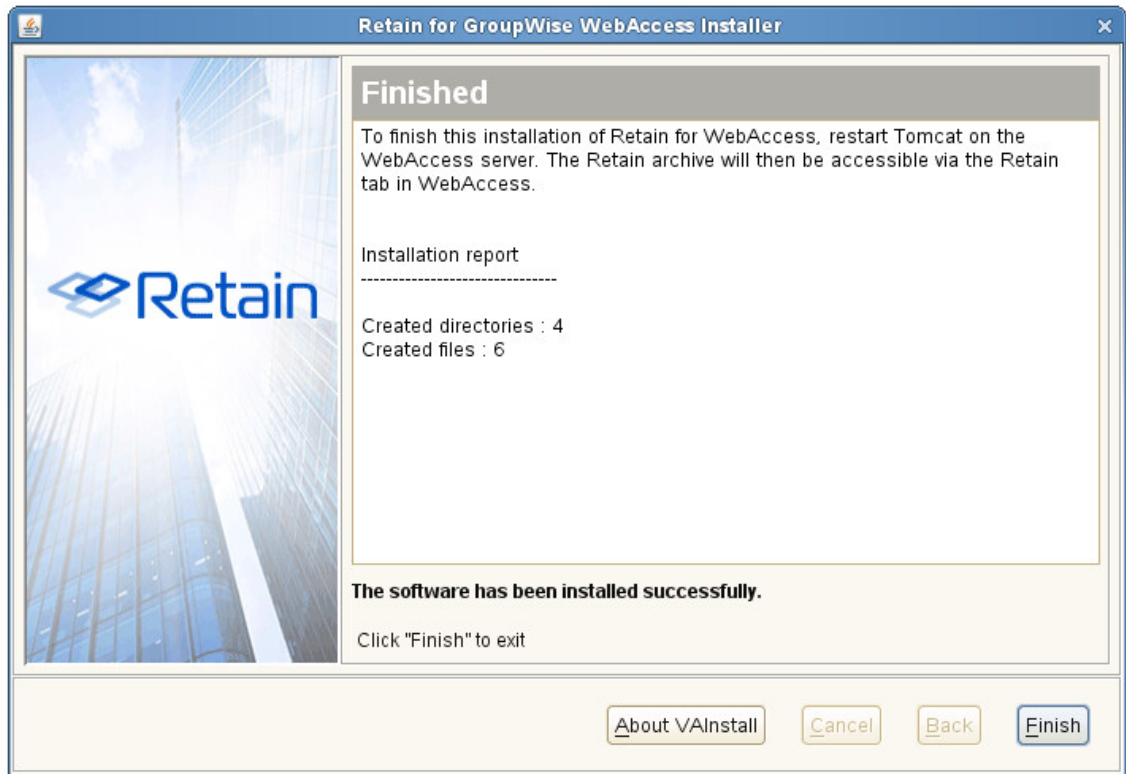 Retain for GroupWise WebAccess Installer
Retain
Finished
To finish this installation of Retain for WebAccess, restart Tomcat on the
WebAccess server. The Retain archive will then be accessible via the Retain
tab in WebAccess.
Installation report
-------------------------------
Created directories : 4
Created files : 6
The software has been installed successfully.
Click "Finish" to exit
About VAInstall
Cancel
Back
Finish